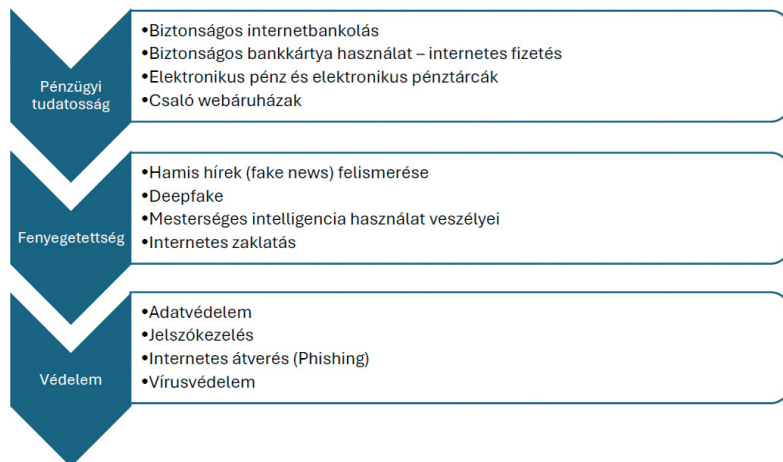 Pénzügyi
tudatosság
•Biztonságos internetbankolás
•Biztonságos bankkártya használat – internetes fizetés
•Elektronikus pénz és elektronikus pénztárcák
•Csaló webáruházak
Fenyegetettség
•Hamis hírek (fake news) felismerése
•Deepfake
•Mesterséges intelligencia használat veszélyei
•Internetes zaklatás
Védelem
•Adatvédelem
•Jelszókezelés
•Internetes átverés (Phishing)
•Vírusvédelem